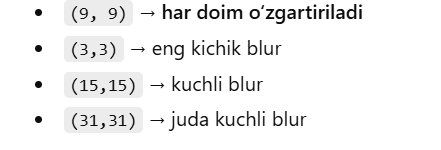 • (9, 9) → har doim o‘zgartiriladi
• (3,3) → eng kichik blur
• (15,15) → kuchli blur
• (31,31) → juda kuchli blur